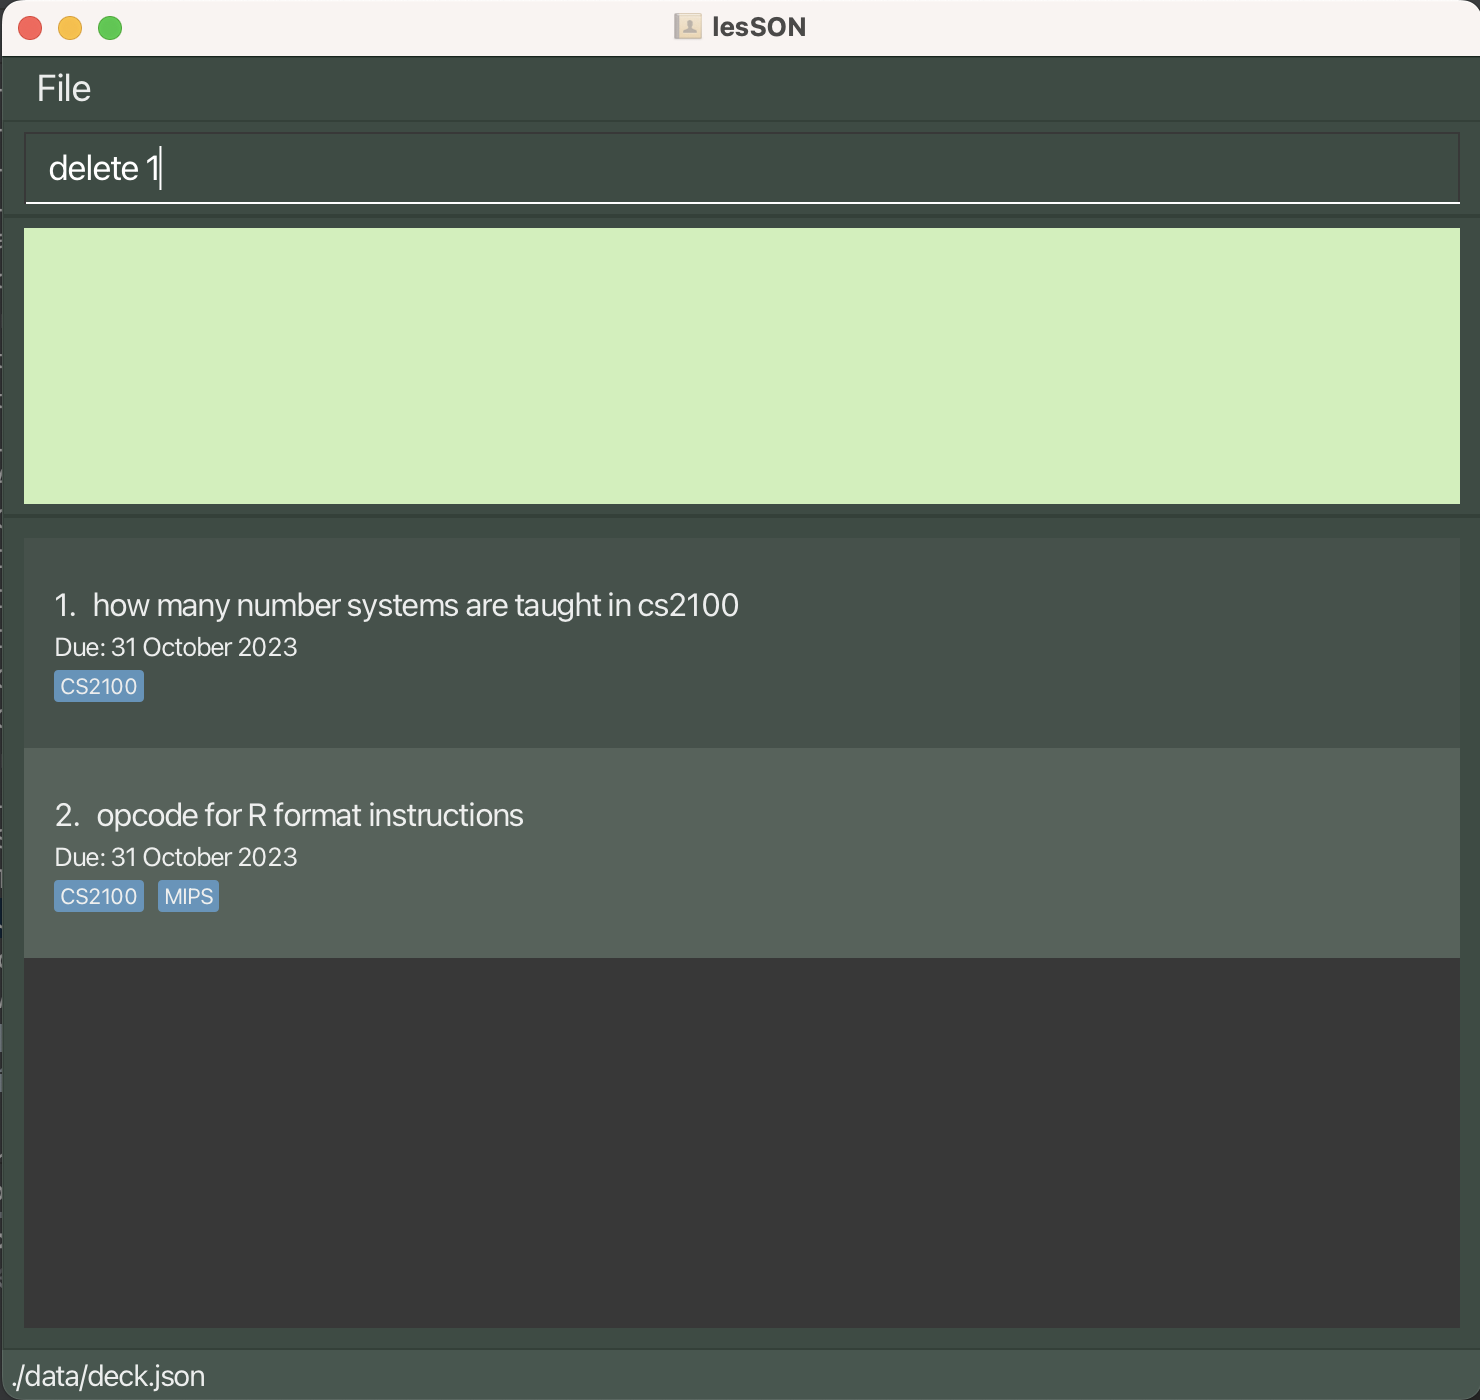 lesSON
File
delete 1
1. how many number systems are taught in cs2100
Due: 31 October 2023
CS2100
2. opcode for R format instructions
Due: 31 October 2023
CS2100 MIPS
./data/deck.json